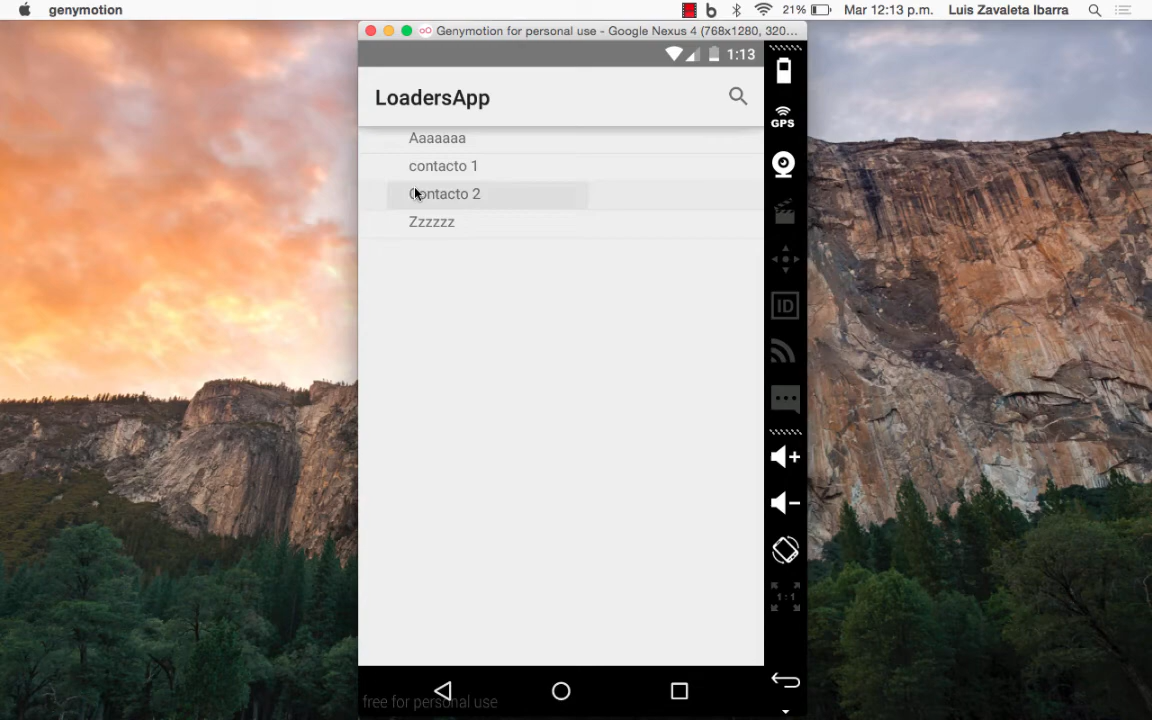 genymotion
21%
Mar 12:13 p.m.
Luis Zavaleta Ibarra
Genymotion for personal use - Google Nexus 4 (768x1280, 320...
1:13
LoadersApp
GPS
Aaaaaaa
contacto 1
Contacto 2
Zzzzzz
ID
1:1
free for personal use